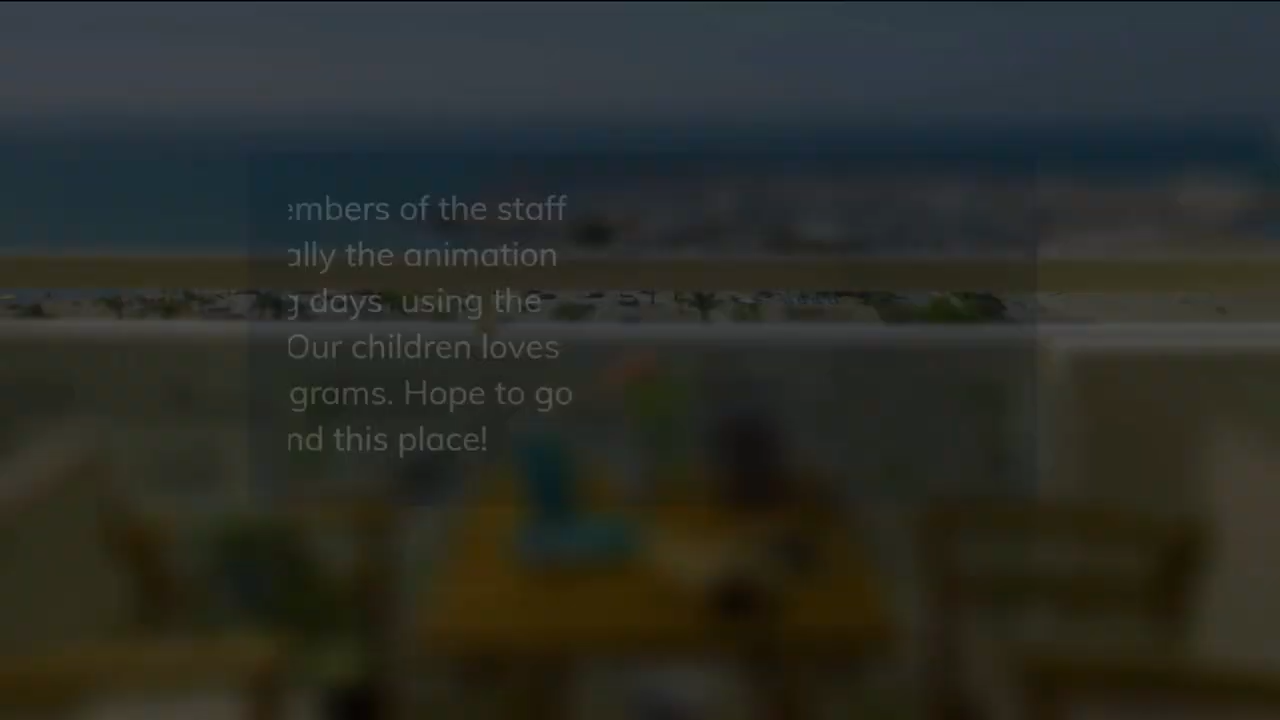 embers of the staff
ally the animation
g days using the
Our children loves
grams. Hope to go
nd this place!